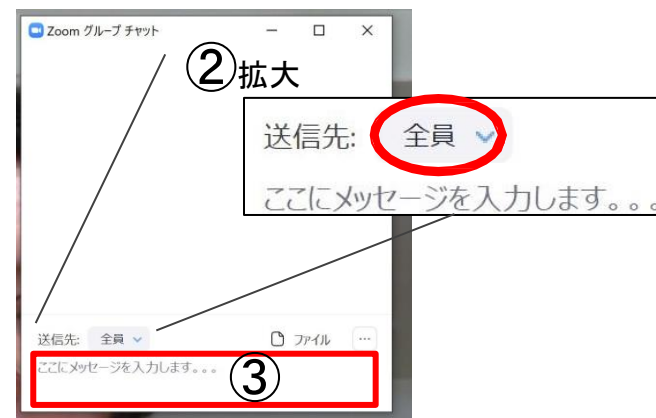 Zoom グループ チャット
②拡大
送信先: 全員
ここにメッセージを入力します。。。
送信先: 全員 ファイル ...
ここにメッセージを入力します。。。
③